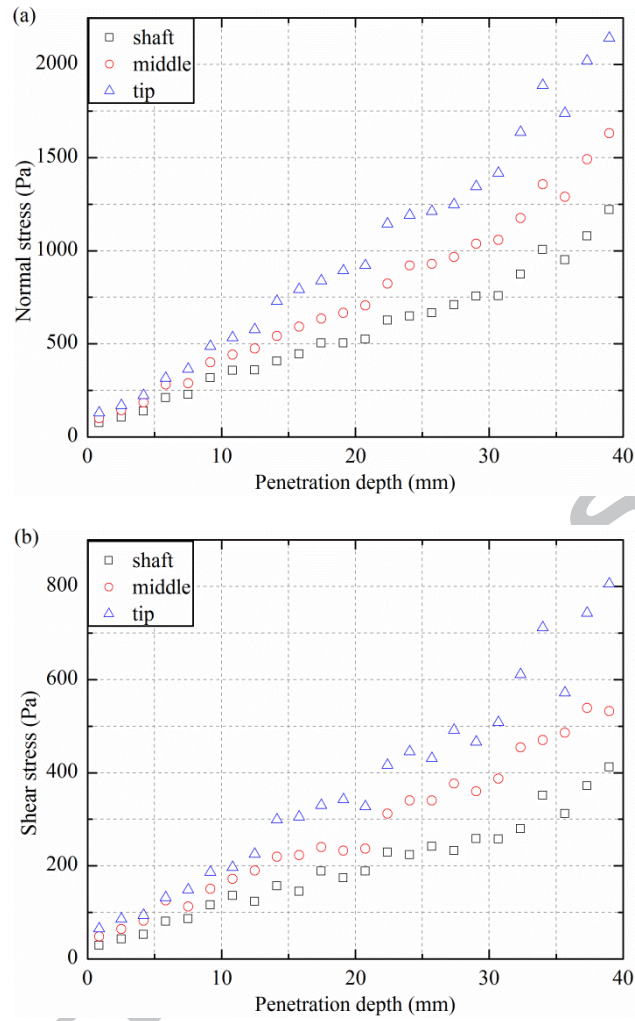 (a)
shaft
middle
tip
Normal stress (Pa)
2000
1500
1000
500
0
0 10 20 30 40
Penetration depth (mm)
(b)
shaft
middle
tip
Shear stress (Pa)
800
600
400
200
0
0 10 20 30 40
Penetration depth (mm)